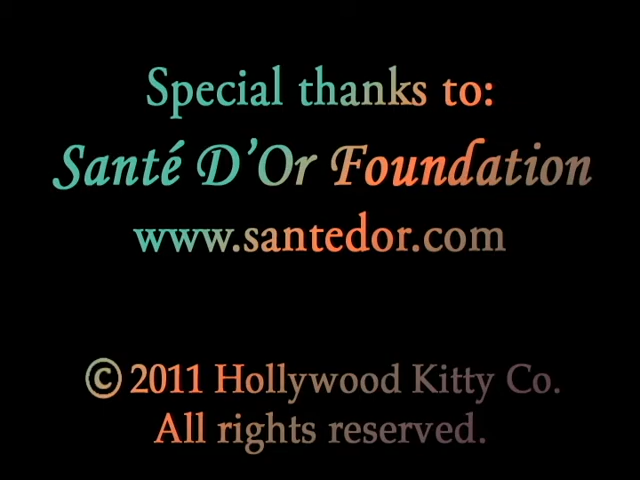 Special thanks to:
Santé D’Or Foundation
www.santedor.com
© 2011 Hollywood Kitty Co.
All rights reserved.